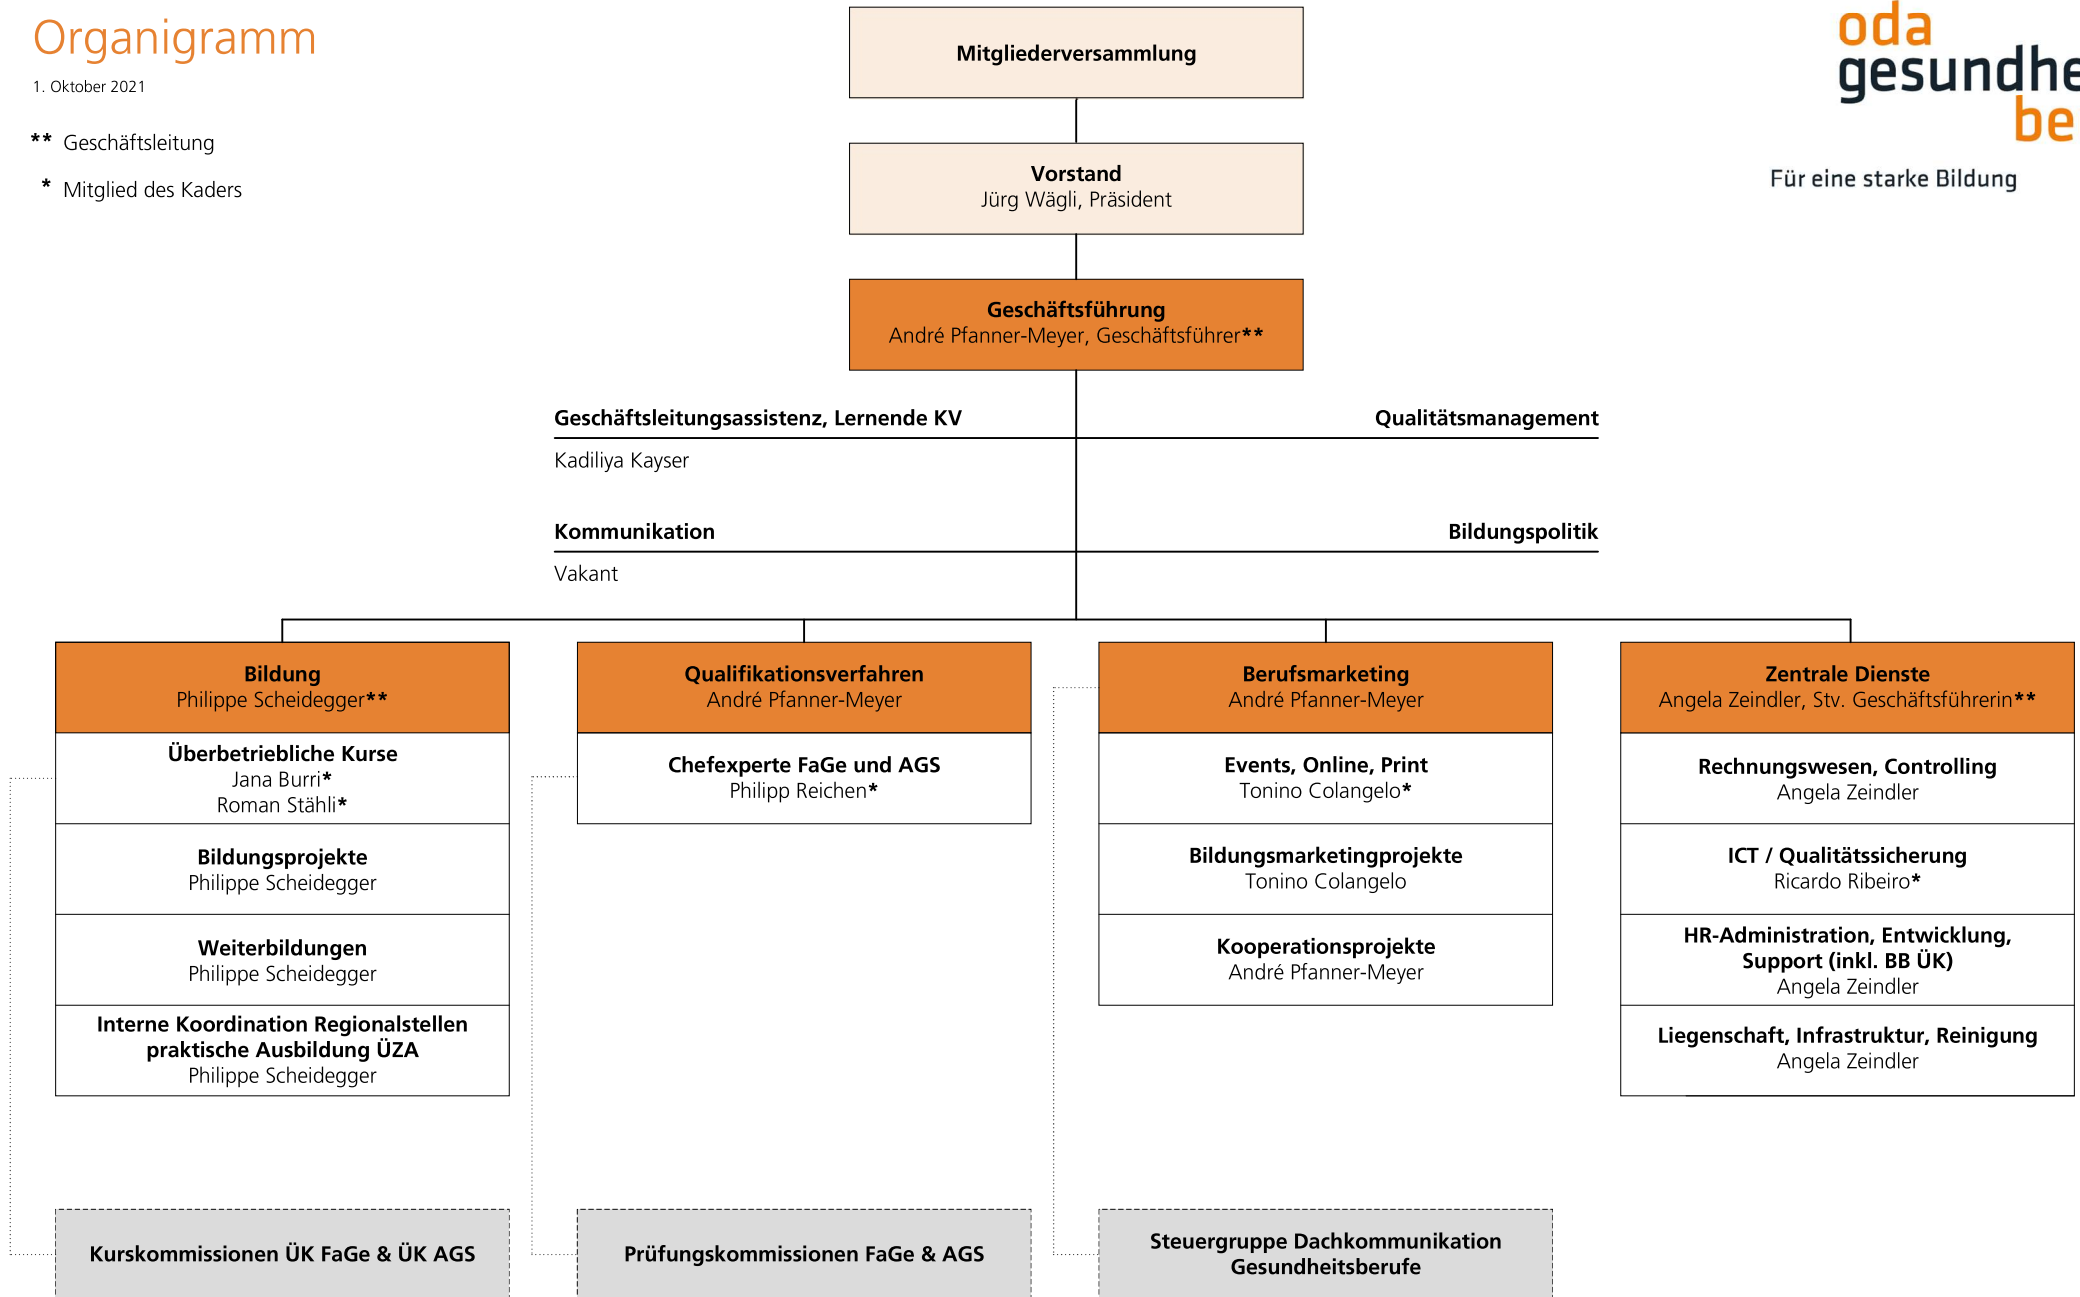 Organigramm
1. Oktober 2021
** Geschäftsleitung
* Mitglied des Kaders
oda
gesundhe
be
Für eine starke Bildung
Mitgliederversammlung
Vorstand
Jürg Wägli, Präsident
Geschäftsführung
André Pfanner-Meyer, Geschäftsführer**
Geschäftsleitungsassistenz, Lernende KV
Kadiliya Kayser
Qualitätsmanagement
Kommunikation
Vakant
Bildungspolitik
Bildung
Philippe Scheidegger**
Überbetriebliche Kurse
Jana Burri*
Roman Stähli*
Bildungsprojekte
Philippe Scheidegger
Weiterbildungen
Philippe Scheidegger
Interne Koordination Regionalstellen
praktische Ausbildung ÜZA
Philippe Scheidegger
Kurskommissionen ÜK FaGe & ÜK AGS
Qualifikationsverfahren
André Pfanner-Meyer
Chefexperte FaGe und AGS
Philipp Reichen*
Prüfungskommissionen FaGe & AGS
Berufsmarketing
André Pfanner-Meyer
Events, Online, Print
Tonino Colangelo*
Bildungsmarketingprojekte
Tonino Colangelo
Kooperationsprojekte
André Pfanner-Meyer
Steuergruppe Dachkommunikation
Gesundheitsberufe
Zentrale Dienste
Angela Zeindler, Stv. Geschäftsführerin**
Rechnungswesen, Controlling
Angela Zeindler
ICT / Qualitätssicherung
Ricardo Ribeiro*
HR-Administration, Entwicklung,
Support (inkl. BB ÜK)
Angela Zeindler
Liegenschaft, Infrastruktur, Reinigung
Angela Zeindler